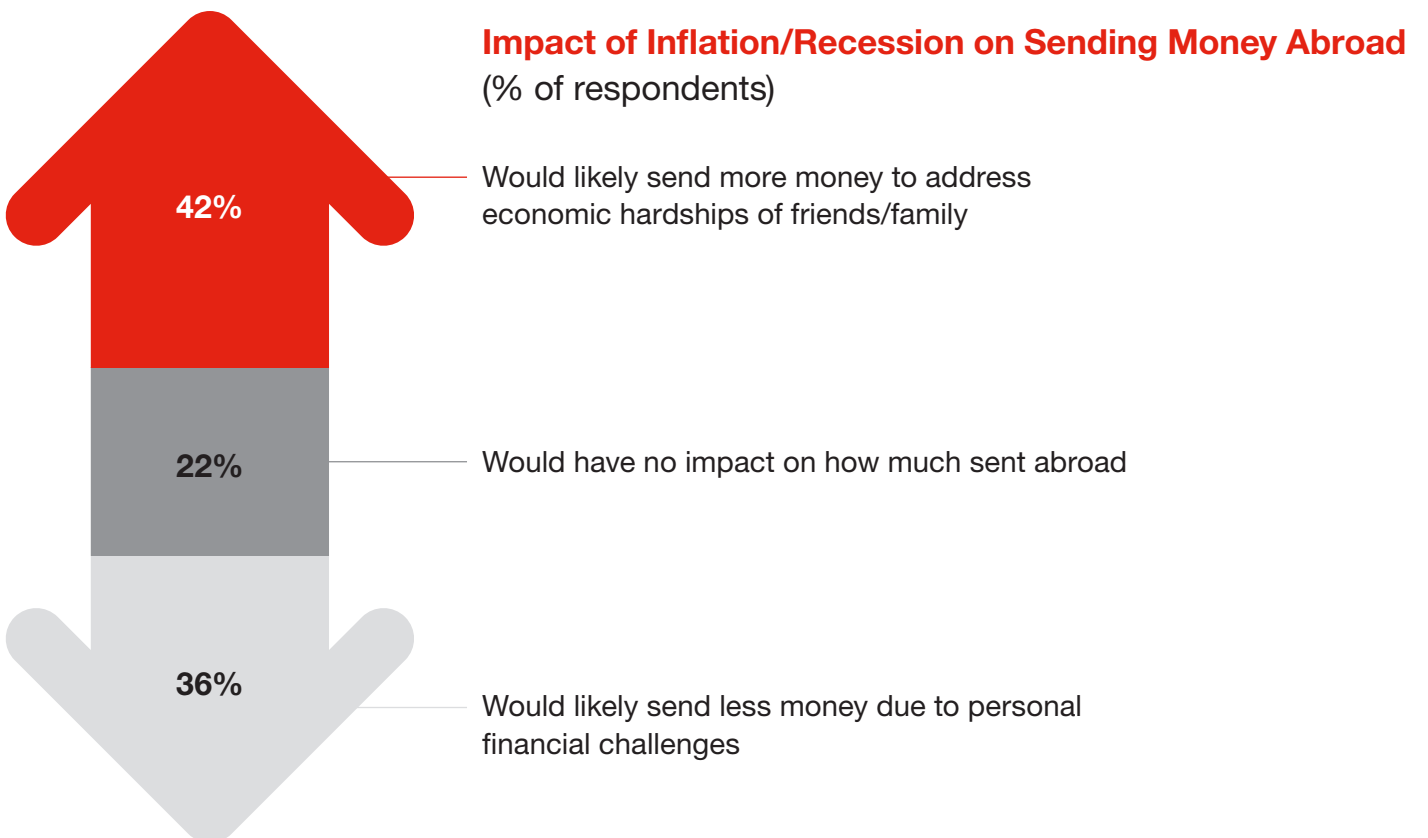 Impact of Inflation/Recession on Sending Money Abroad
(% of respondents)
42%
Would likely send more money to address
economic hardships of friends/family
22%
Would have no impact on how much sent abroad
36%
Would likely send less money due to personal
financial challenges